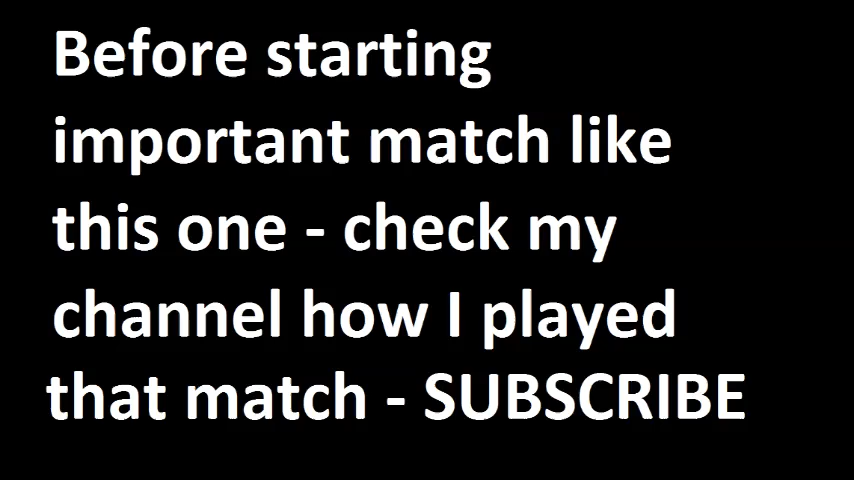 Before starting
important match like
this one - check my
channel how I played
that match - SUBSCRIBE